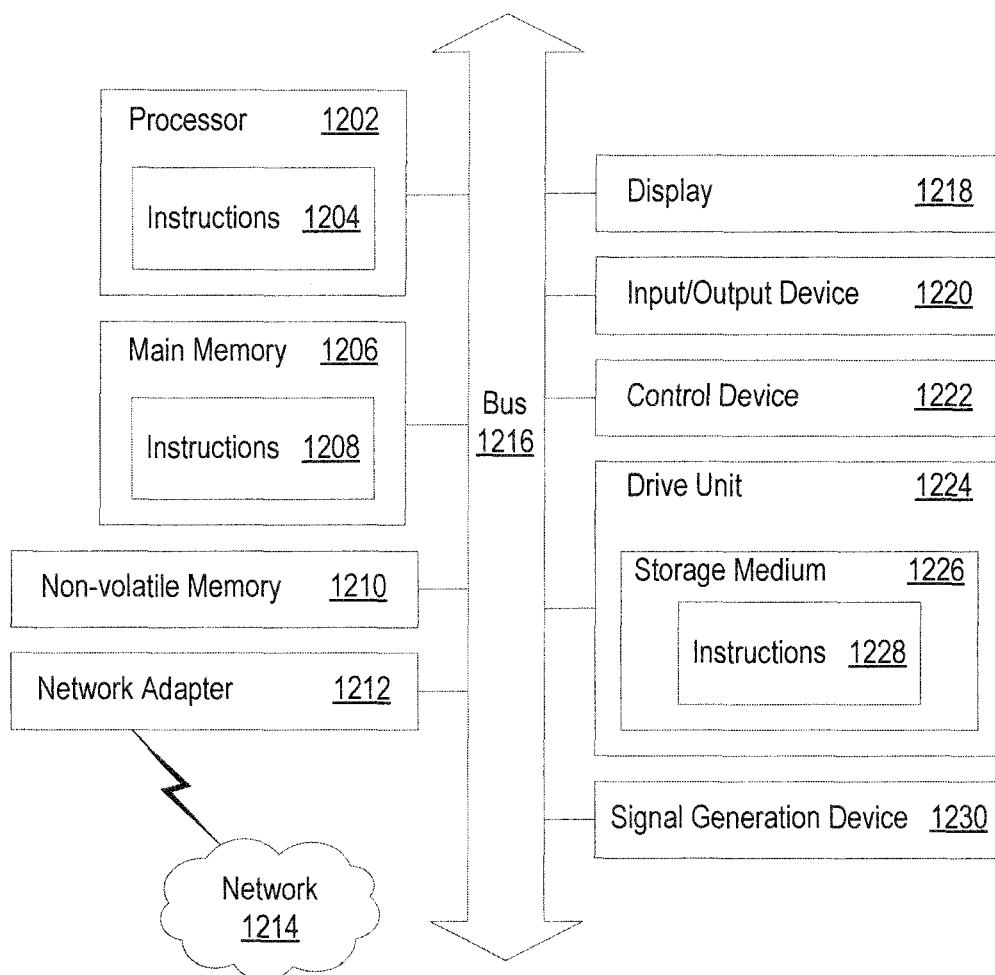 Processor 1202
Instructions 1204
Main Memory 1206
Instructions 1208
Non-volatile Memory 1210
Network Adapter 1212
Network
1214
Bus
1216
Display 1218
Input/Output Device 1220
Control Device 1222
Drive Unit 1224
Storage Medium 1226
Instructions 1228
Signal Generation Device 1230